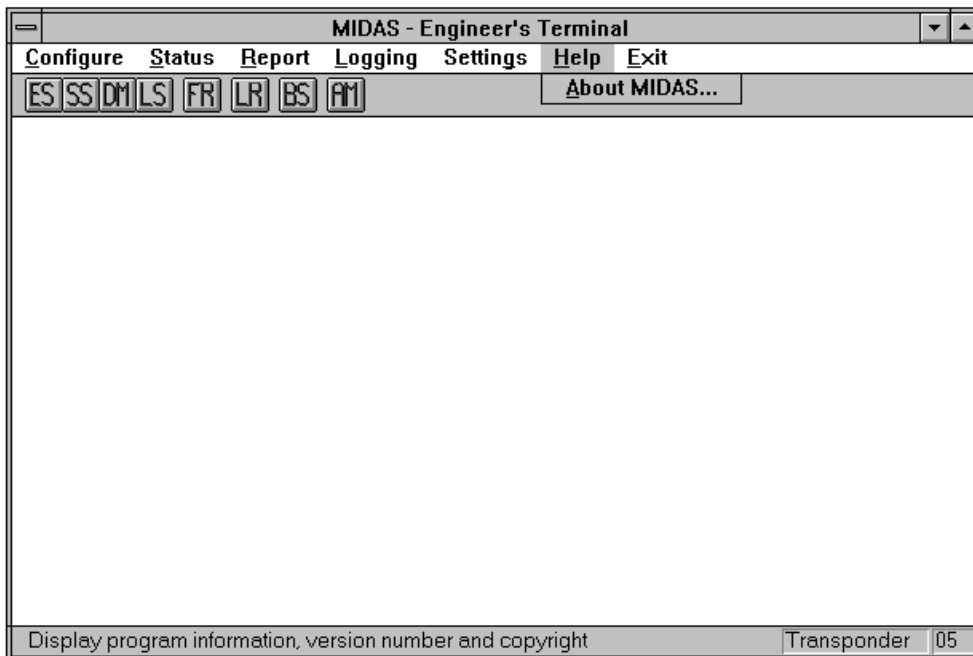 MIDAS - Engineer's Terminal
Configure Status Report Logging Settings Help Exit
ES SS DM LS FR LR BS AM
About MIDAS...
Display program information, version number and copyright Transponder 05